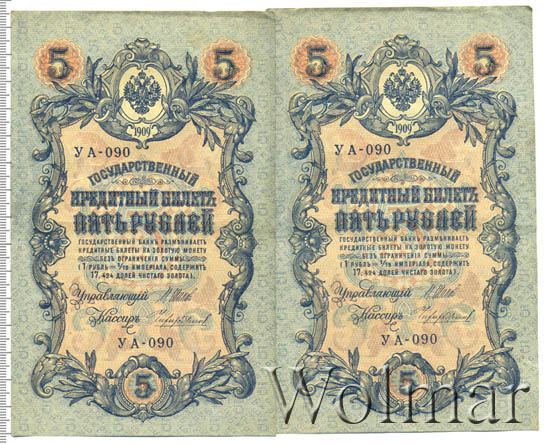 5 5
1909
УА-090
ГОСУДАРСТВЕННЫЙ
КРЕДИТНЫЙ БИЛЕТЪ
ПЯТЬ РУБЛЕЙ
ГОСУДАРСТВЕННЫЙ БАНКЪ РАЗМѢНИВАЕТЪ
КРЕДИТНЫЕ БИЛЕТЫ НА ЗОЛОТУЮ МОНЕТУ
БЕЗЪ ОГРАНИЧЕНІЯ СУММЫ
(1 РУБЛЬ = 1/15 ИМПЕРІАЛА, СОДЕРЖИТЪ
17,424 ДОЛЕЙ ЧИСТАГО ЗОЛОТА).
Управляющій
Кассиръ
УА-090
5
5 5
1909
УА-090
ГОСУДАРСТВЕННЫЙ
КРЕДИТНЫЙ БИЛЕТЪ
ПЯТЬ РУБЛЕЙ
ГОСУДАРСТВЕННЫЙ БАНКЪ РАЗМѢНИВАЕТЪ
КРЕДИТНЫЕ БИЛЕТЫ НА ЗОЛОТУЮ МОНЕТУ
БЕЗЪ ОГРАНИЧЕНІЯ СУММЫ
(1 РУБЛЬ = 1/15 ИМПЕРІАЛА, СОДЕРЖИТЪ
17,424 ДОЛЕЙ ЧИСТАГО ЗОЛОТА).
Управляющій
Кассиръ
УА-090
5
Wolmar